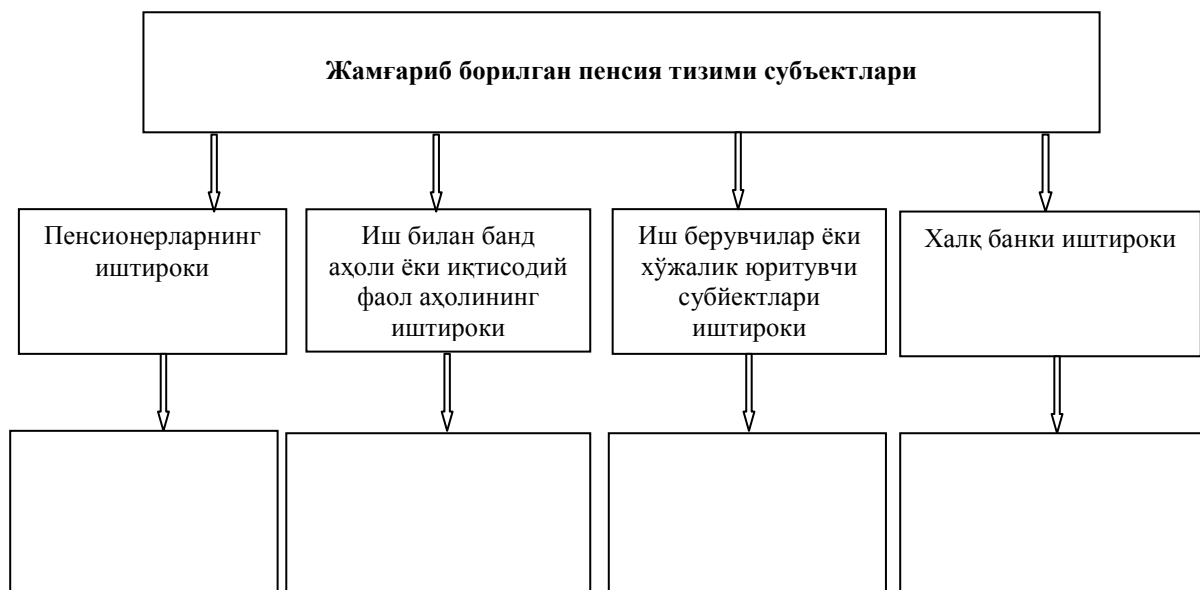 Жамғариб борилган пенсия тизими субъектлари
Пенсионерларнинг
иштироки
Иш билан банд
аҳоли ёки иқтисодий
фаол аҳолининг
иштироки
Иш берувчилар ёки
хўжалик юритувчи
субйектлари
иштироки
Халқ банки иштироки